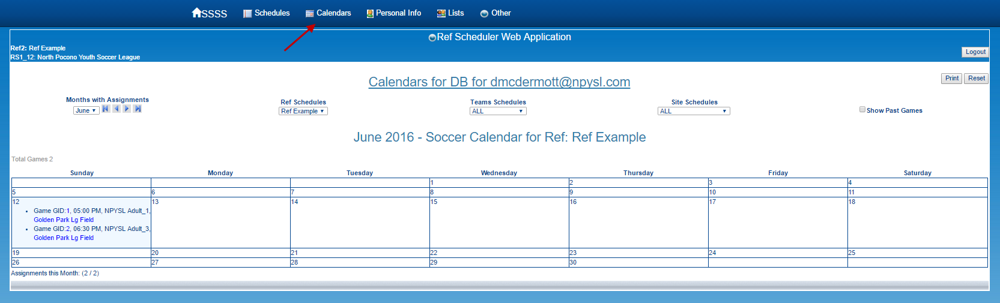 SSSS Schedules Calendars Personal Info Lists Other
Ref Scheduler Web Application
Ref2: Ref Example
RS1_12: North Pocono Youth Soccer League
Logout
Calendars for DB for dmcdermott@npysl.com
Print Reset
Months with Assignments
June
Ref Schedules
Ref Example
Teams Schedules
ALL
Site Schedules
ALL
Show Past Games
June 2016 - Soccer Calendar for Ref: Ref Example
Total Games 2
Sunday Monday Tuesday Wednesday Thursday Friday Saturday
1 2 3 4
5 6 7 8 9 10 11
12 13 14 15 16 17 18
Game GID:1, 05:00 PM, NPYSL Adult_1,
Golden Park Lg Field
Game GID:2, 06:30 PM, NPYSL Adult_3,
Golden Park Lg Field
19 20 21 22 23 24 25
26 27 28 29 30
Assignments this Month: (2 / 2)